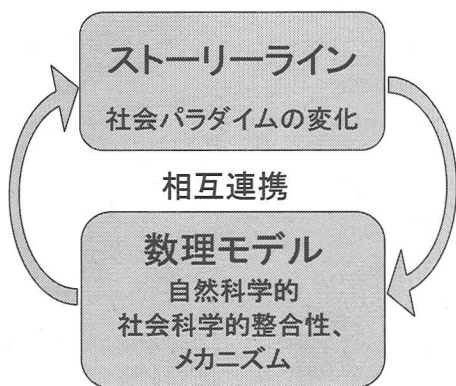 ストーリーライン
社会パラダイムの変化
相互連携
数理モデル
自然科学的
社会科学的整合性、
メカニズム